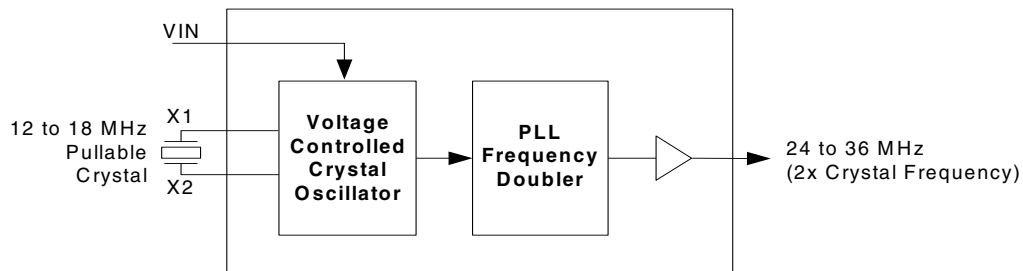 VIN
X1
12 to 18 MHz
Pullable
Crystal
X2
Voltage
Controlled
Crystal
Oscillator
PLL
Frequency
Doubler
24 to 36 MHz
(2x Crystal Frequency)